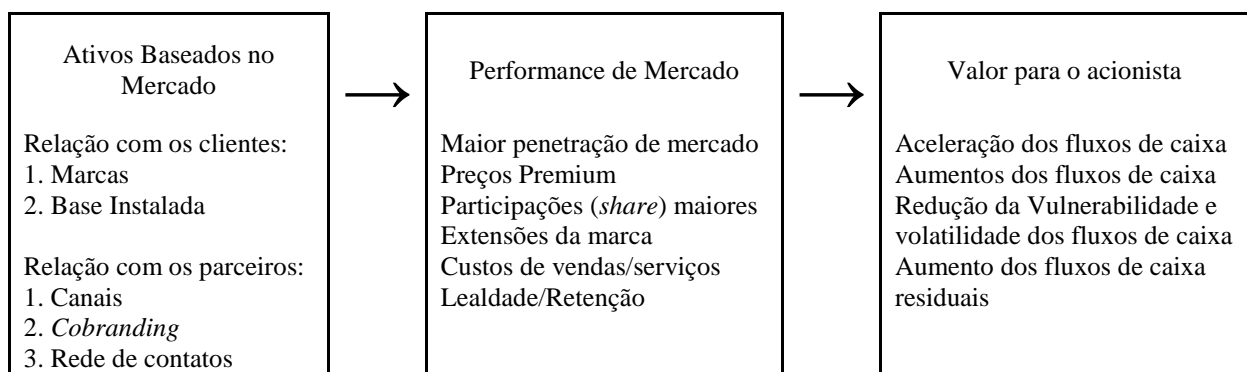 Ativos Baseados no
Mercado
Relação com os clientes:
1. Marcas
2. Base Instalada
Relação com os parceiros:
1. Canais
2. Cobranding
3. Rede de contatos
Performance de Mercado
Maior penetração de mercado
Preços Premium
Participações (share) maiores
Extensões da marca
Custos de vendas/serviços
Lealdade/Retenção
Valor para o acionista
Aceleração dos fluxos de caixa
Aumentos dos fluxos de caixa
Redução da Vulnerabilidade e
volatilidade dos fluxos de caixa
Aumento dos fluxos de caixa
residuais